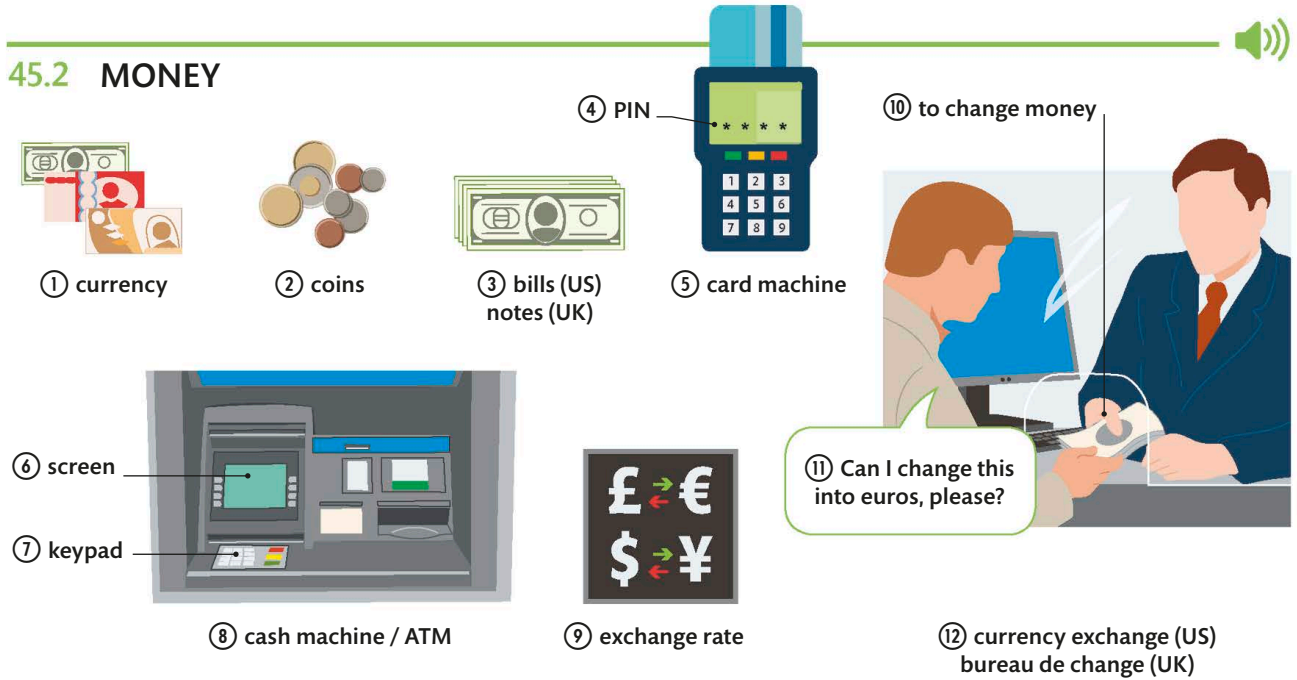 45.2 MONEY
④ PIN
* * * *
1 2 3
4 5 6
7 8 9
⑩ to change money
① currency
② coins
③ bills (US)
notes (UK)
⑤ card machine
⑥ screen
⑦ keypad
⑧ cash machine / ATM
£ €
$ ¥
⑨ exchange rate
⑪ Can I change this
into euros, please?
⑫ currency exchange (US)
bureau de change (UK)